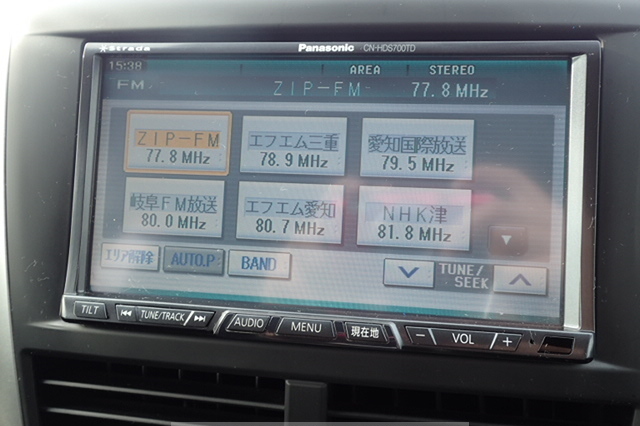 strada Panasonic CN-HDS700TD
15:38 AREA STEREO
FM ZIP-FM 77.8 MHz
ZIP-FM エフエム三重 愛知国際放送
77.8 MHz 78.9 MHz 79.5 MHz
岐阜FM放送 エフエム愛知 NHK津
80.0 MHz 80.7 MHz 81.8 MHz
エリア解除 AUTO.P BAND TUNE/
SEEK
TILT TUNE/TRACK AUDIO MENU 現在地 − VOL +